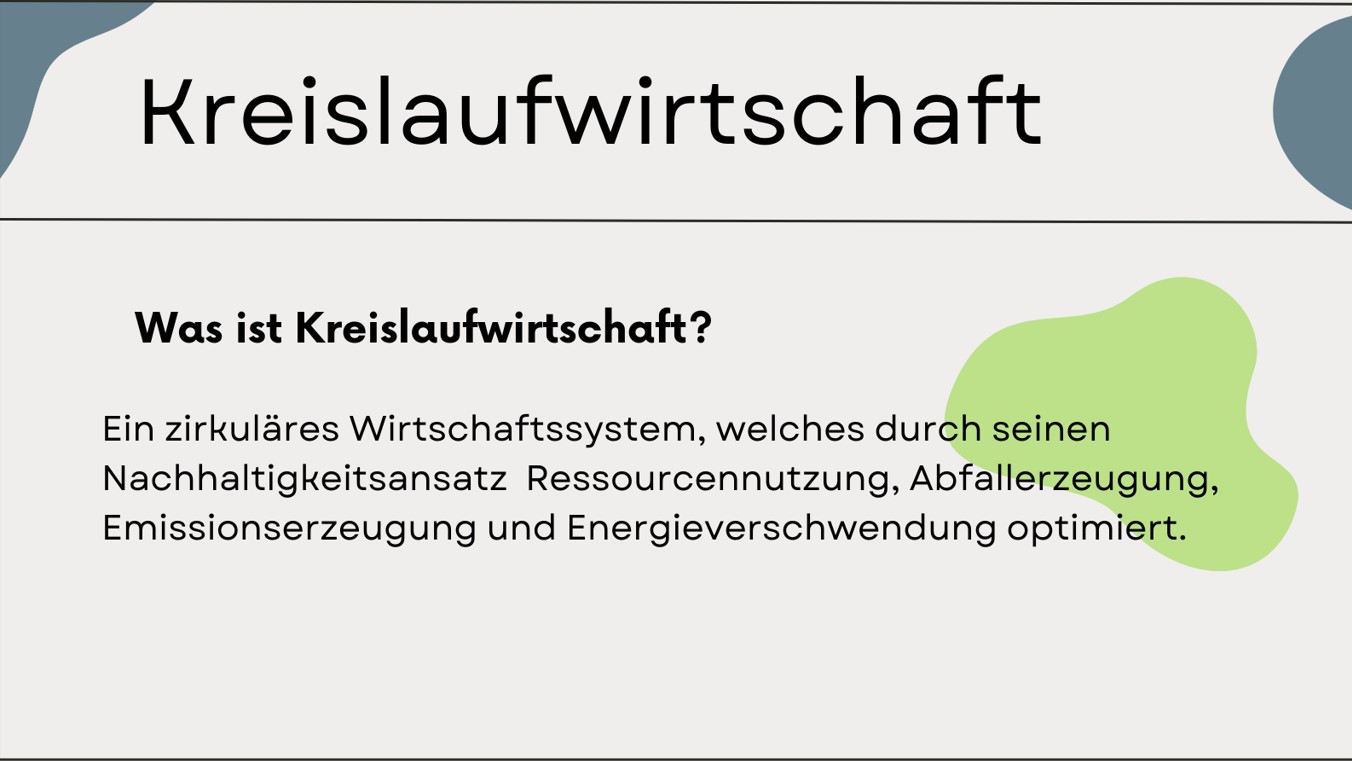 Kreislaufwirtschaft
Was ist Kreislaufwirtschaft?
Ein zirkuläres Wirtschaftssystem, welches durch seinen
Nachhaltigkeitsansatz  Ressourcennutzung, Abfallerzeugung,
Emissionserzeugung und Energieverschwendung optimiert.